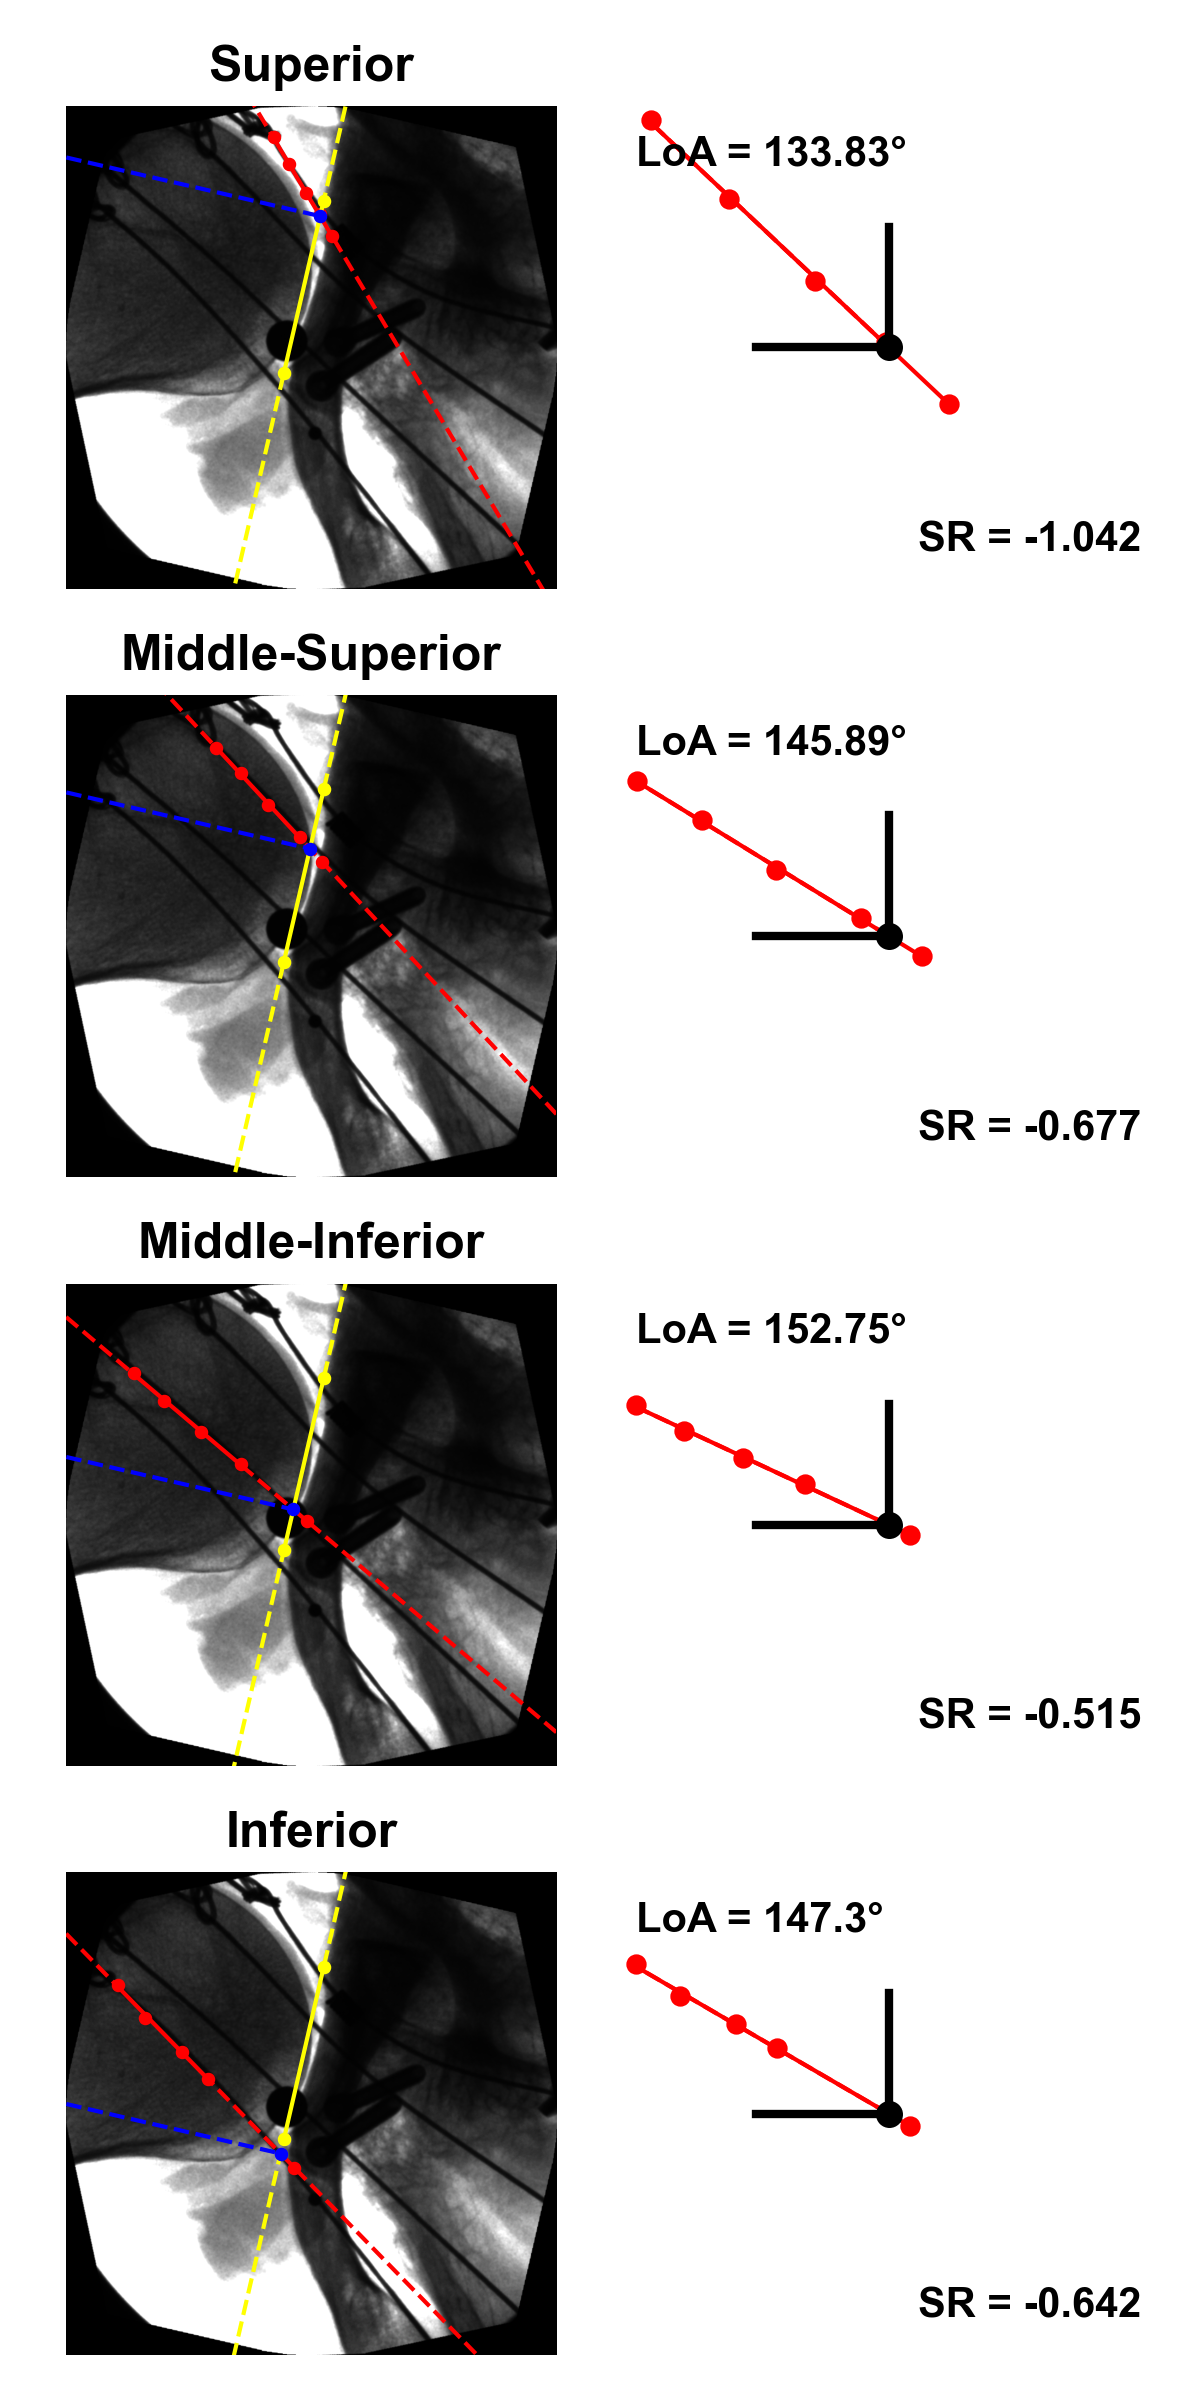 Superior
LoA = 133.83°
SR = -1.042
Middle-Superior
LoA = 145.89°
SR = -0.677
Middle-Inferior
LoA = 152.75°
SR = -0.515
Inferior
LoA = 147.3°
SR = -0.642